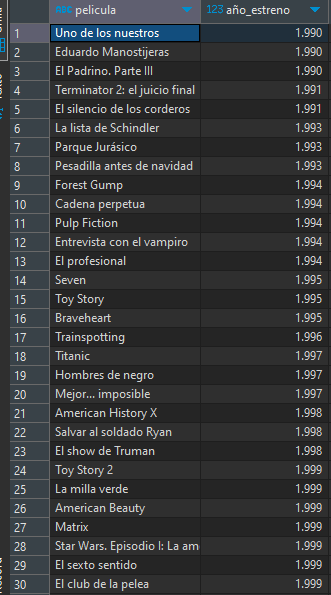 ABC pelicula 123 año_estreno
1 Uno de los nuestros 1.990
2 Eduardo Manostijeras 1.990
3 El Padrino. Parte III 1.990
4 Terminator 2: el juicio final 1.991
5 El silencio de los corderos 1.991
6 La lista de Schindler 1.993
7 Parque Jurásico 1.993
8 Pesadilla antes de navidad 1.993
9 Forest Gump 1.994
10 Cadena perpetua 1.994
11 Pulp Fiction 1.994
12 Entrevista con el vampiro 1.994
13 El profesional 1.994
14 Seven 1.995
15 Toy Story 1.995
16 Braveheart 1.995
17 Trainspotting 1.996
18 Titanic 1.997
19 Hombres de negro 1.997
20 Mejor... imposible 1.997
21 American History X 1.998
22 Salvar al soldado Ryan 1.998
23 El show de Truman 1.998
24 Toy Story 2 1.999
25 La milla verde 1.999
26 American Beauty 1.999
27 Matrix 1.999
28 Star Wars. Episodio I: La am 1.999
29 El sexto sentido 1.999
30 El club de la pelea 1.999